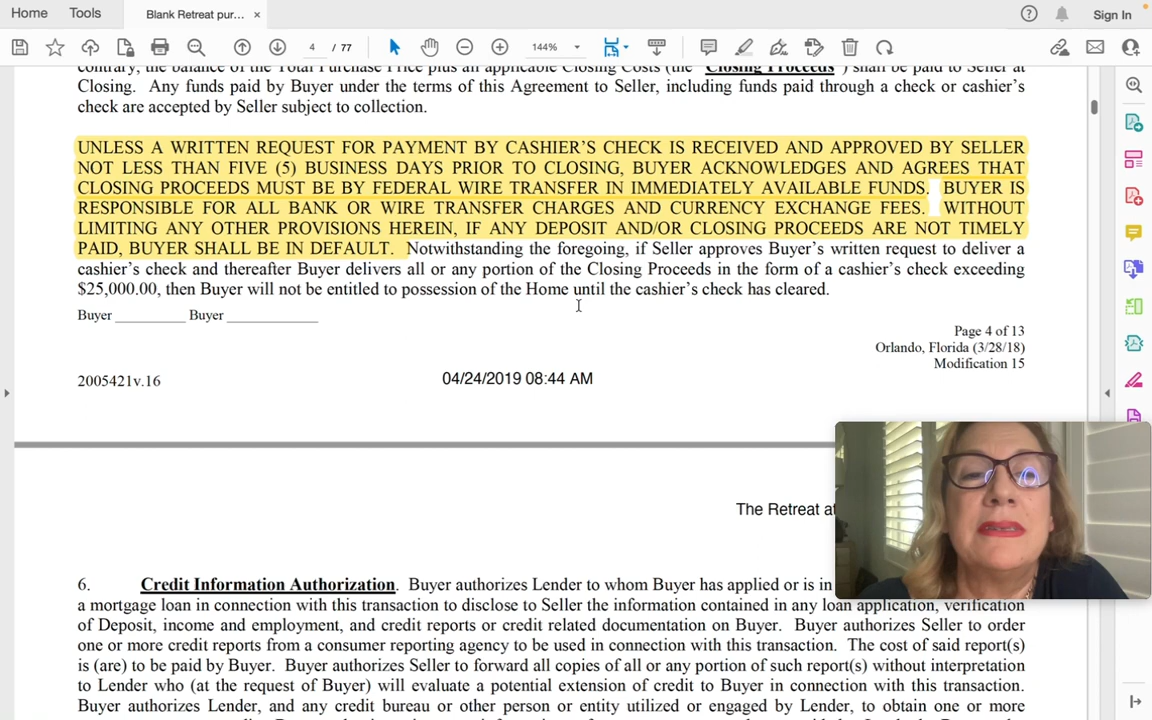 Home Tools Blank Retreat pur... × Sign In
4 / 77 144%
contrary, the balance of the Total Purchase Price plus all applicable Closing Costs (the "Closing Proceeds") shall be paid to Seller at
Closing. Any funds paid by Buyer under the terms of this Agreement to Seller, including funds paid through a check or cashier's
check are accepted by Seller subject to collection.
UNLESS A WRITTEN REQUEST FOR PAYMENT BY CASHIER'S CHECK IS RECEIVED AND APPROVED BY SELLER
NOT LESS THAN FIVE (5) BUSINESS DAYS PRIOR TO CLOSING, BUYER ACKNOWLEDGES AND AGREES THAT
CLOSING PROCEEDS MUST BE BY FEDERAL WIRE TRANSFER IN IMMEDIATELY AVAILABLE FUNDS. BUYER IS
RESPONSIBLE FOR ALL BANK OR WIRE TRANSFER CHARGES AND CURRENCY EXCHANGE FEES. WITHOUT
LIMITING ANY OTHER PROVISIONS HEREIN, IF ANY DEPOSIT AND/OR CLOSING PROCEEDS ARE NOT TIMELY
PAID, BUYER SHALL BE IN DEFAULT. Notwithstanding the foregoing, if Seller approves Buyer's written request to deliver a
cashier's check and thereafter Buyer delivers all or any portion of the Closing Proceeds in the form of a cashier's check exceeding
$25,000.00, then Buyer will not be entitled to possession of the Home until the cashier's check has cleared.
Buyer __________ Buyer _____________
Page 4 of 13
Orlando, Florida (3/28/18)
Modification 15
2005421v.16 04/24/2019 08:44 AM
The Retreat at
6. Credit Information Authorization. Buyer authorizes Lender to whom Buyer has applied or is in
a mortgage loan in connection with this transaction to disclose to Seller the information contained in any loan application, verification
of Deposit, income and employment, and credit reports or credit related documentation on Buyer. Buyer authorizes Seller to order
one or more credit reports from a consumer reporting agency to be used in connection with this transaction. The cost of said report(s)
is (are) to be paid by Buyer. Buyer authorizes Seller to forward all copies of all or any portion of such report(s) without interpretation
to Lender who (at the request of Buyer) will evaluate a potential extension of credit to Buyer in connection with this transaction.
Buyer authorizes Lender, and any credit bureau or other person or entity utilized or engaged by Lender, to obtain one or more